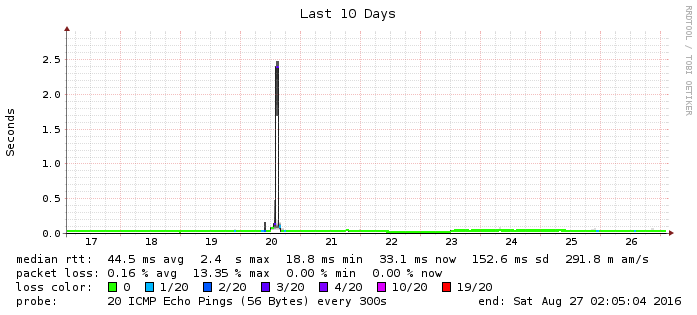 Last 10 Days
RRDTOOL / TOBI OETIKER
Seconds
2.5
2.0
1.5
1.0
0.5
0.0
17 18 19 20 21 22 23 24 25 26
median rtt: 44.5 ms avg 2.4 s max 18.8 ms min 33.1 ms now 152.6 ms sd 291.8 m am/s
packet loss: 0.16 % avg 13.35 % max 0.00 % min 0.00 % now
loss color: 0 1/20 2/20 3/20 4/20 10/20 19/20
probe: 20 ICMP Echo Pings (56 Bytes) every 300s end: Sat Aug 27 02:05:04 2016